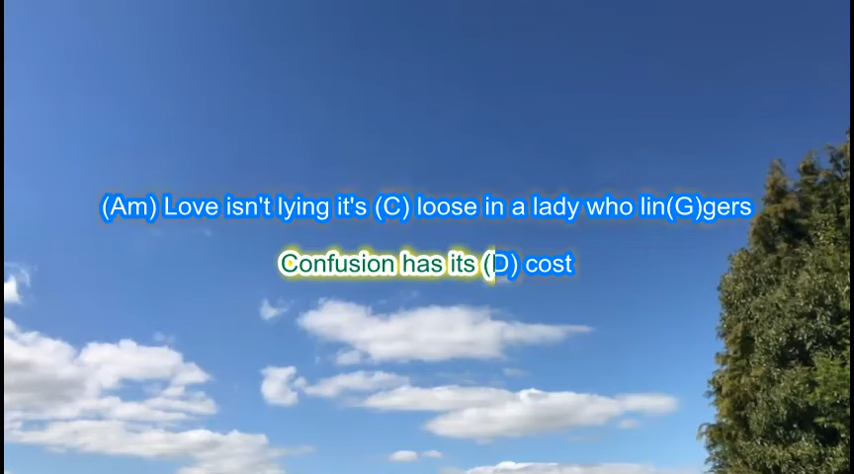 (Am) Love isn't lying it's (C) loose in a lady who lin(G)gers
Confusion has its (D) cost